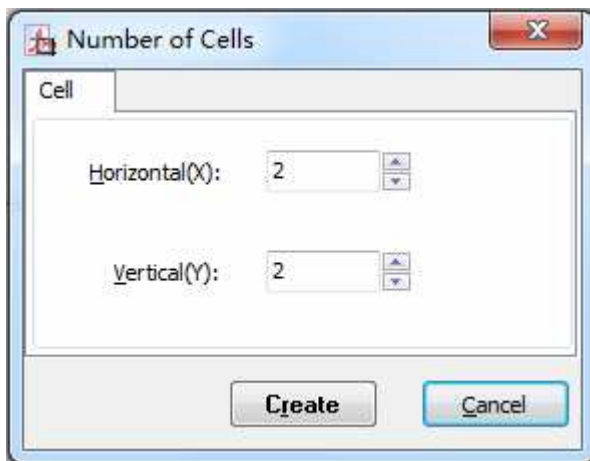 Number of Cells
Cell
Horizontal(X): 2
Vertical(Y): 2
Create Cancel